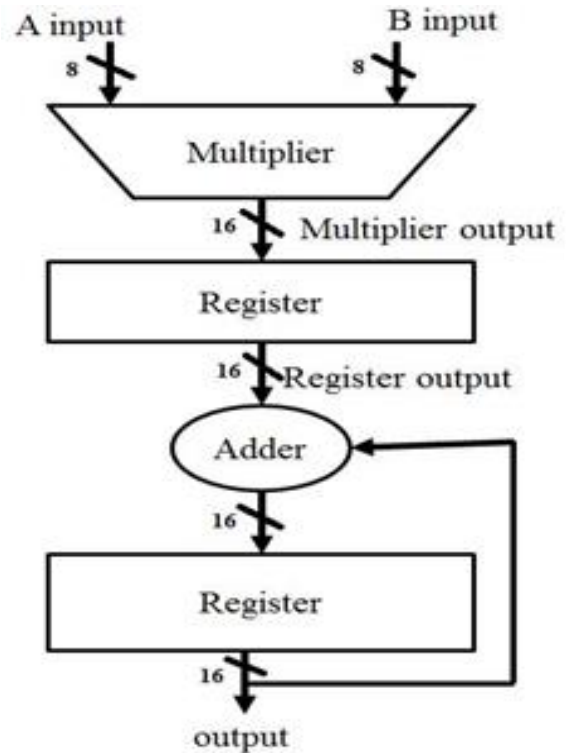 A input
B input
8
8
Multiplier
16
Multiplier output
Register
16
Register output
Adder
16
Register
16
output